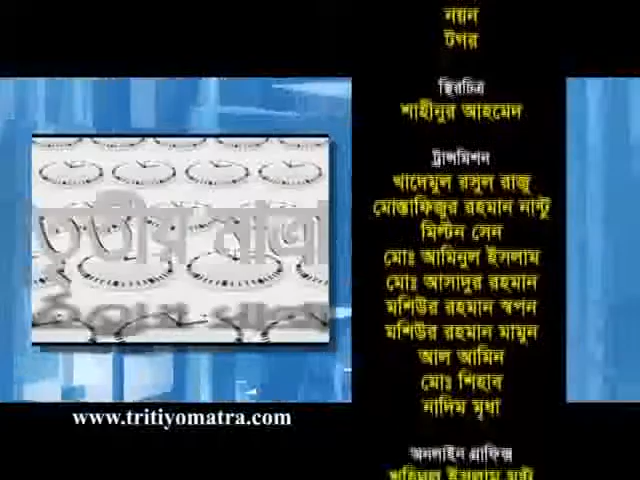 নয়ন
টগর
স্থিরচিত্র
শাহীনুর আহমেদ
ট্রান্সমিশন
খাদেমুল রসুল রাজু
মোস্তাফিজুর রহমান নান্টু
মিল্টন সেন
মোঃ আমিনুল ইসলাম
মোঃ আসাদুর রহমান
মশিউর রহমান স্বপন
মশিউর রহমান মামুন
আল আমিন
মোঃ শিহাব
নাদিম মৃধা
অনলাইন গ্রাফিক্স
ইসলাম
তৃতীয় মাত্রা
www.tritiyomatra.com